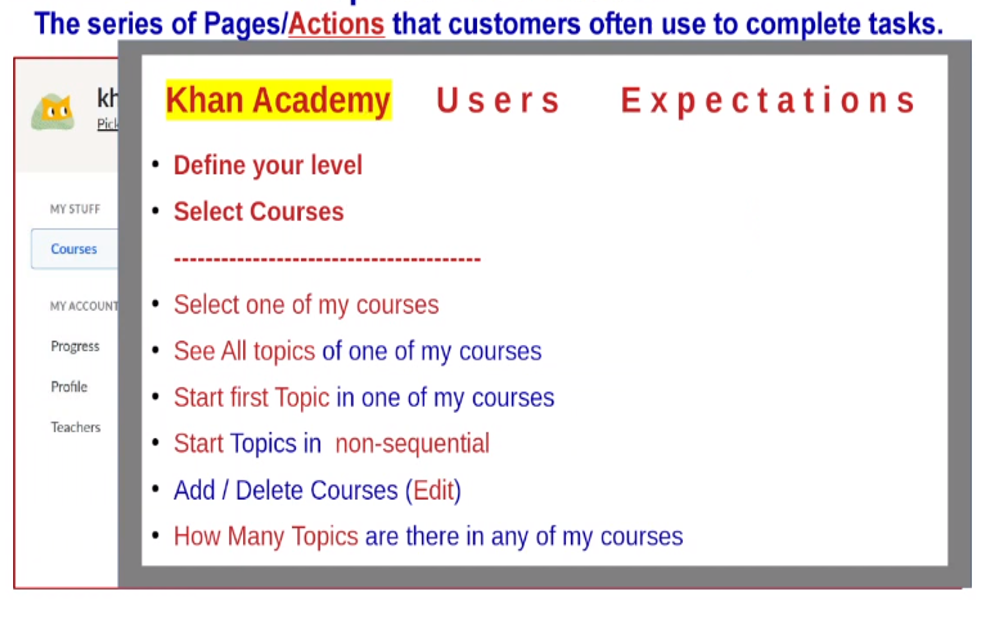 The series of Pages/Actions that customers often use to complete tasks.
Khan Academy Users Expectations
• Define your level
• Select Courses
---------------------------------------
• Select one of my courses
• See All topics of one of my courses
• Start first Topic in one of my courses
• Start Topics in non-sequential
• Add / Delete Courses (Edit)
• How Many Topics are there in any of my courses
MY STUFF
Courses
MY ACCOUNT
Progress
Profile
Teachers